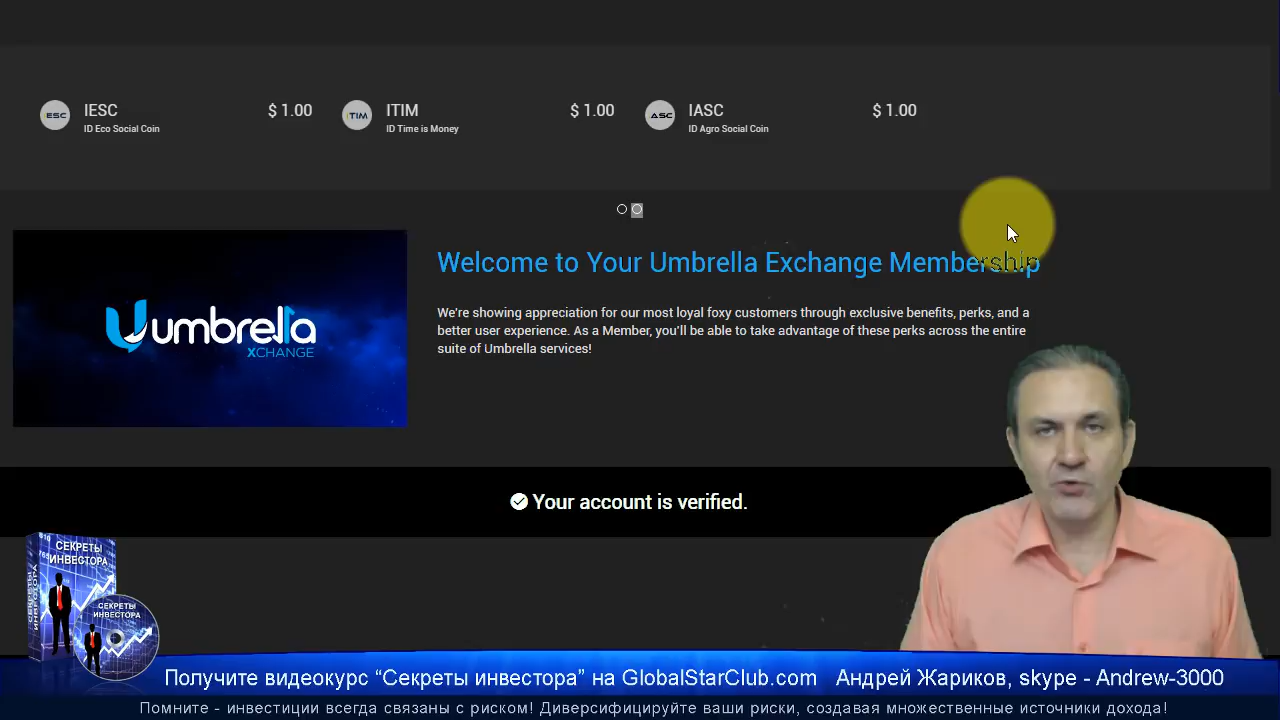 ESC
IESC
$ 1.00
ID Eco Social Coin
ITIM
ITIM
$ 1.00
ID Time is Money
ASC
IASC
$ 1.00
ID Agro Social Coin
Welcome to Your Umbrella Exchange Membership
We're showing appreciation for our most loyal foxy customers through exclusive benefits, perks, and a
better user experience. As a Member, you'll be able to take advantage of these perks across the entire
suite of Umbrella services!
umbrella
XCHANGE
Your account is verified.
СЕКРЕТЫ
ИНВЕСТОРА
СЕКРЕТЫ
ИНВЕСТОРА
Получите видеокурс “Секреты инвестора” на GlobalStarClub.com Андрей Жариков, skype - Andrew-3000
Помните - инвестиции всегда связаны с риском! Диверсифицируйте ваши риски, создавая множественные источники дохода!